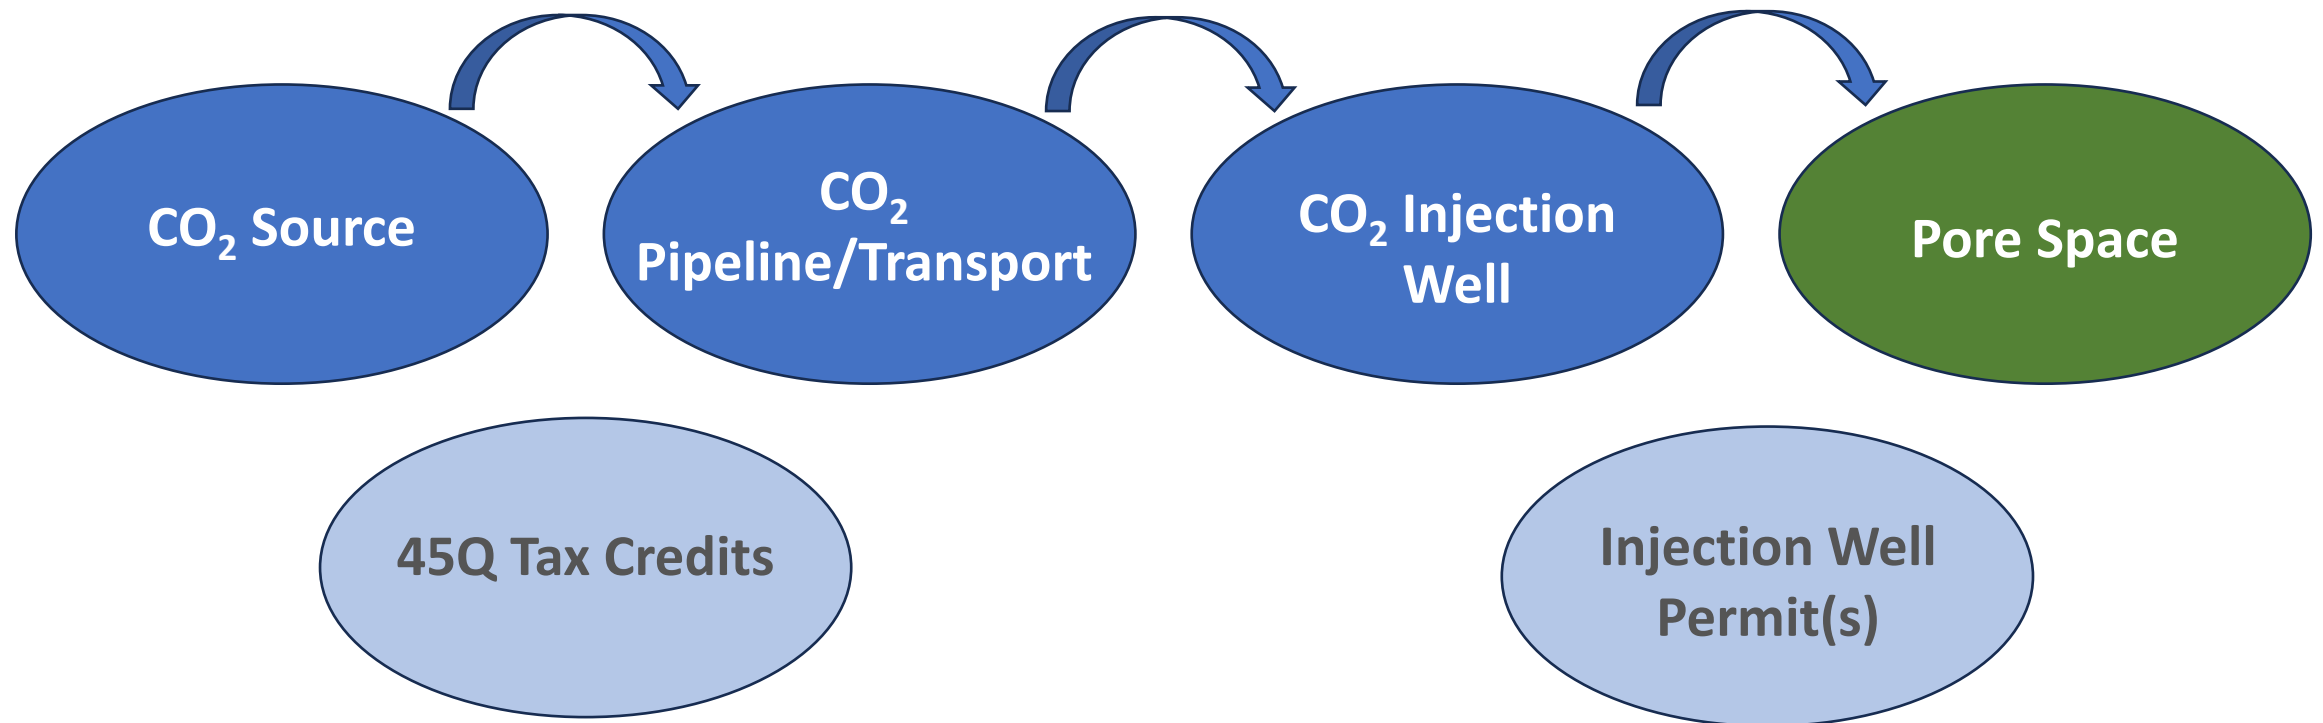 CO₂ Source
CO₂
Pipeline/Transport
CO₂ Injection
Well
Pore Space
45Q Tax Credits
Injection Well
Permit(s)